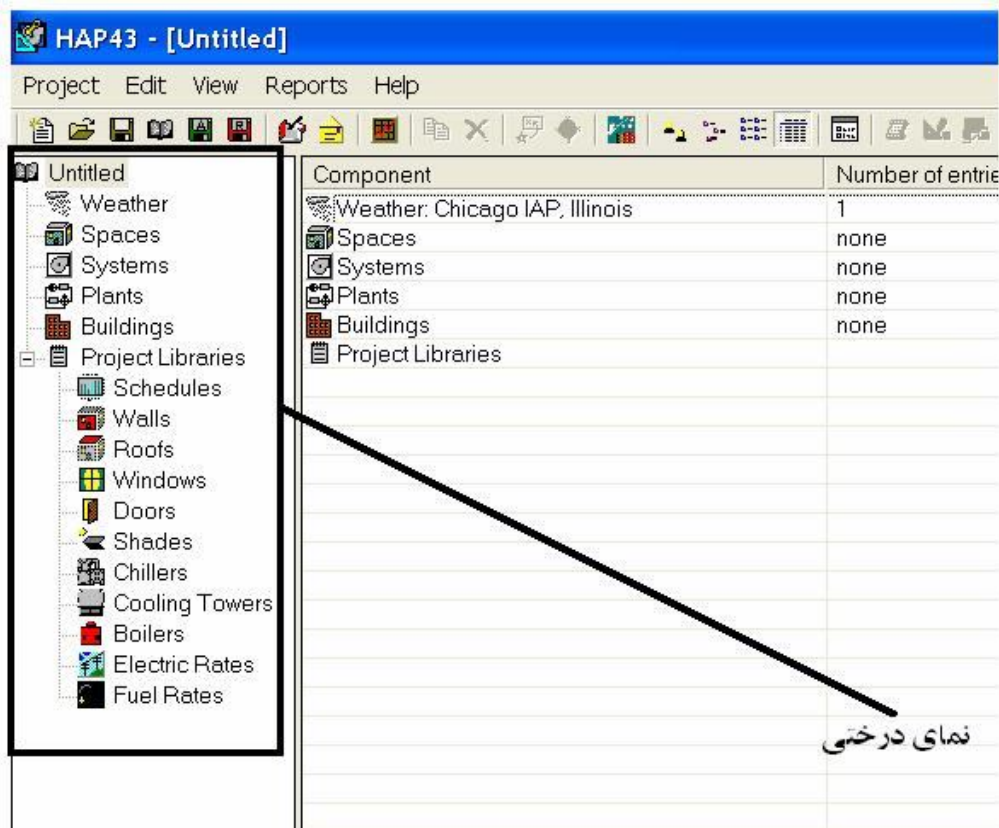 HAP43 - [Untitled]
Project Edit View Reports Help
Untitled
Weather
Spaces
Systems
Plants
Buildings
Project Libraries
Schedules
Walls
Roofs
Windows
Doors
Shades
Chillers
Cooling Towers
Boilers
Electric Rates
Fuel Rates
Component Number of entrie
Weather: Chicago IAP, Illinois 1
Spaces none
Systems none
Plants none
Buildings none
Project Libraries
نمای درختی